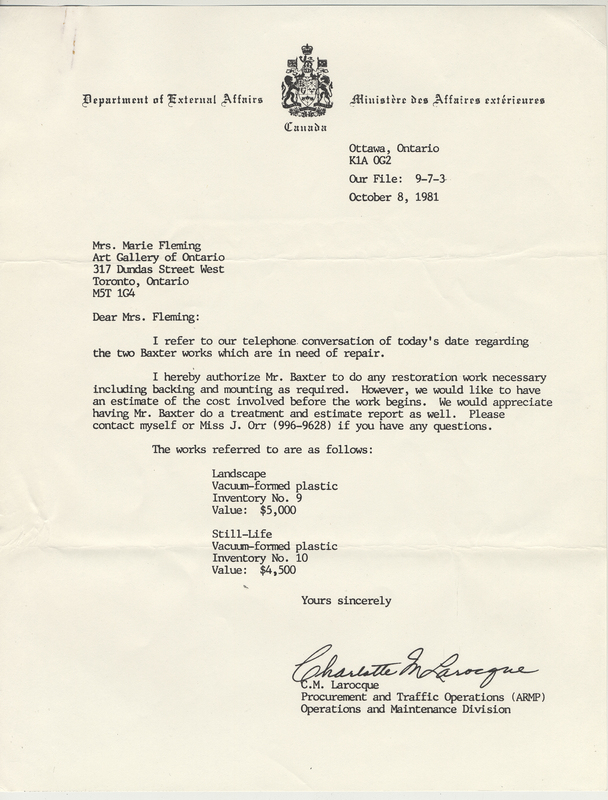 Department of External Affairs
Ministère des Affaires extérieures
Canada
Ottawa, Ontario
K1A 0G2
Our File: 9-7-3
October 8, 1981
Mrs. Marie Fleming
Art Gallery of Ontario
317 Dundas Street West
Toronto, Ontario
M5T 1G4
Dear Mrs. Fleming:
I refer to our telephone conversation of today's date regarding
the two Baxter works which are in need of repair.
I hereby authorize Mr. Baxter to do any restoration work necessary
including backing and mounting as required. However, we would like to have
an estimate of the cost involved before the work begins. We would appreciate
having Mr. Baxter do a treatment and estimate report as well. Please
contact myself or Miss J. Orr (996-9628) if you have any questions.
The works referred to are as follows:
Landscape
Vacuum-formed plastic
Inventory No. 9
Value: $5,000
Still-Life
Vacuum-formed plastic
Inventory No. 10
Value: $4,500
Yours sincerely
Charlotte M Larocque
C.M. Larocque
Procurement and Traffic Operations (ARMP)
Operations and Maintenance Division